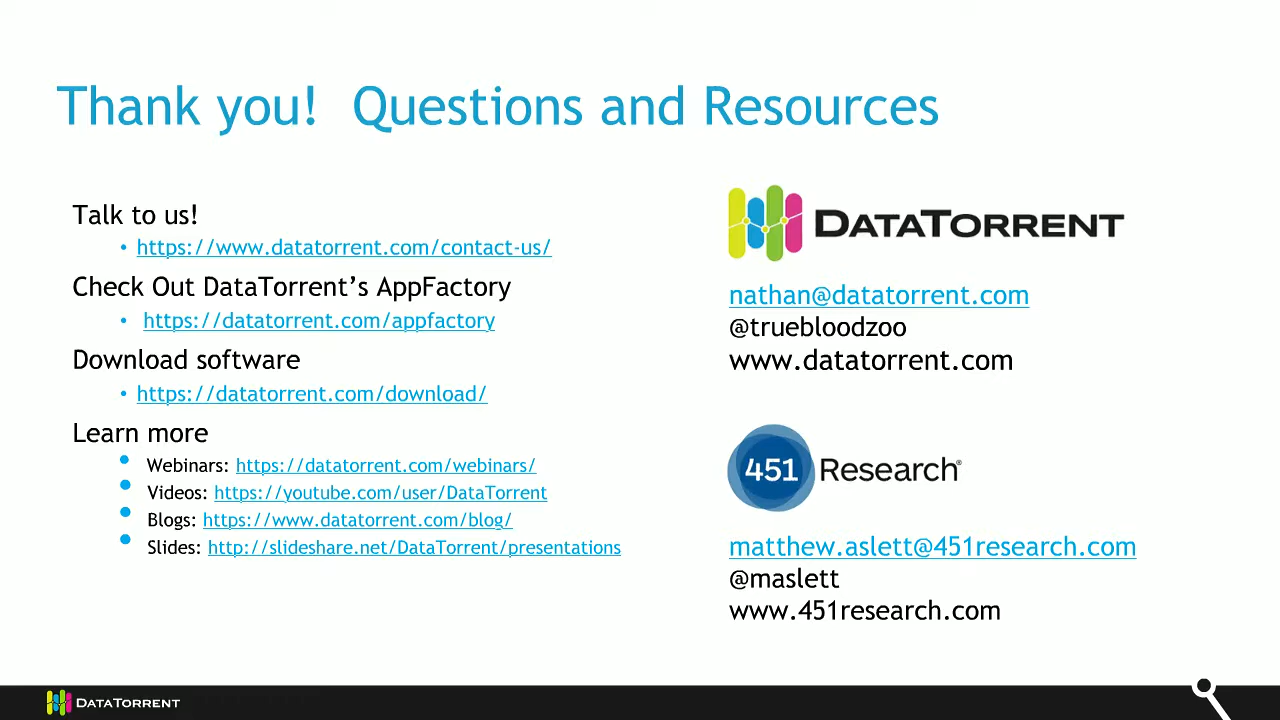 Thank you!  Questions and Resources
Talk to us!
• https://www.datatorrent.com/contact-us/
Check Out DataTorrent’s AppFactory
• https://datatorrent.com/appfactory
Download software
• https://datatorrent.com/download/
Learn more
• Webinars: https://datatorrent.com/webinars/
• Videos: https://youtube.com/user/DataTorrent
• Blogs: https://www.datatorrent.com/blog/
• Slides: http://slideshare.net/DataTorrent/presentations
DATATORRENT
nathan@datatorrent.com
@truebloodzoo
www.datatorrent.com
451 Research®
matthew.aslett@451research.com
@maslett
www.451research.com
DATATORRENT